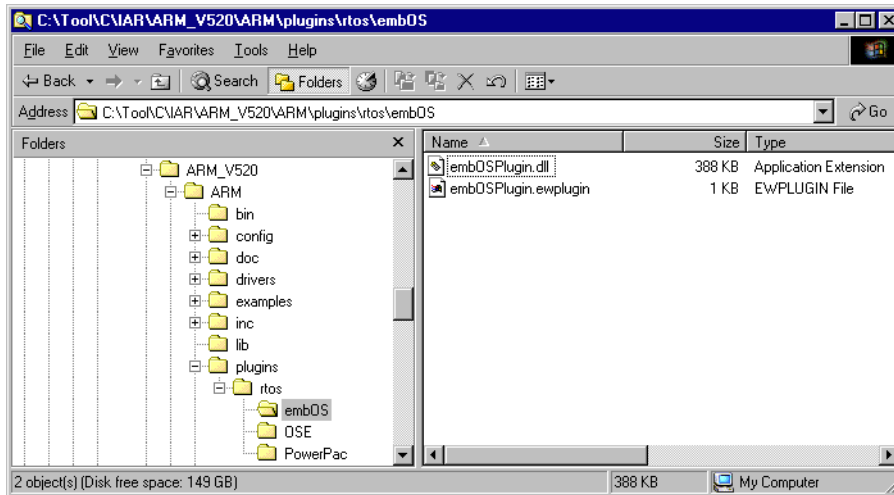 C:\Tool\C\IAR\ARM_V520\ARM\plugins\rtos\embOS
File Edit View Favorites Tools Help
Back Search Folders
Address C:\Tool\C\IAR\ARM_V520\ARM\plugins\rtos\embOS Go
Folders Name Size Type
embOSPlugin.dll 388 KB Application Extension
embOSPlugin.ewplugin 1 KB EWPLUGIN File
ARM_V520
ARM
bin
config
doc
drivers
examples
inc
lib
plugins
rtos
embOS
OSE
PowerPac
2 object(s) (Disk free space: 149 GB) 388 KB My Computer